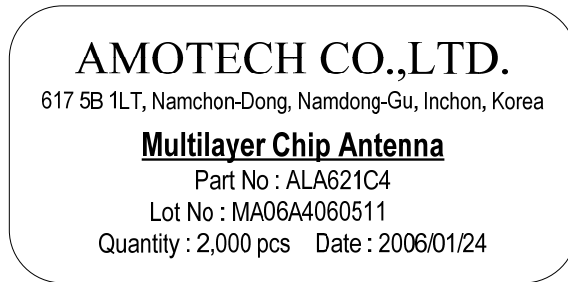 AMOTECH CO.,LTD.
617 5B 1LT, Namchon-Dong, Namdong-Gu, Inchon, Korea
Multilayer Chip Antenna
Part No : ALA621C4
Lot No : MA06A4060511
Quantity : 2,000 pcs Date : 2006/01/24